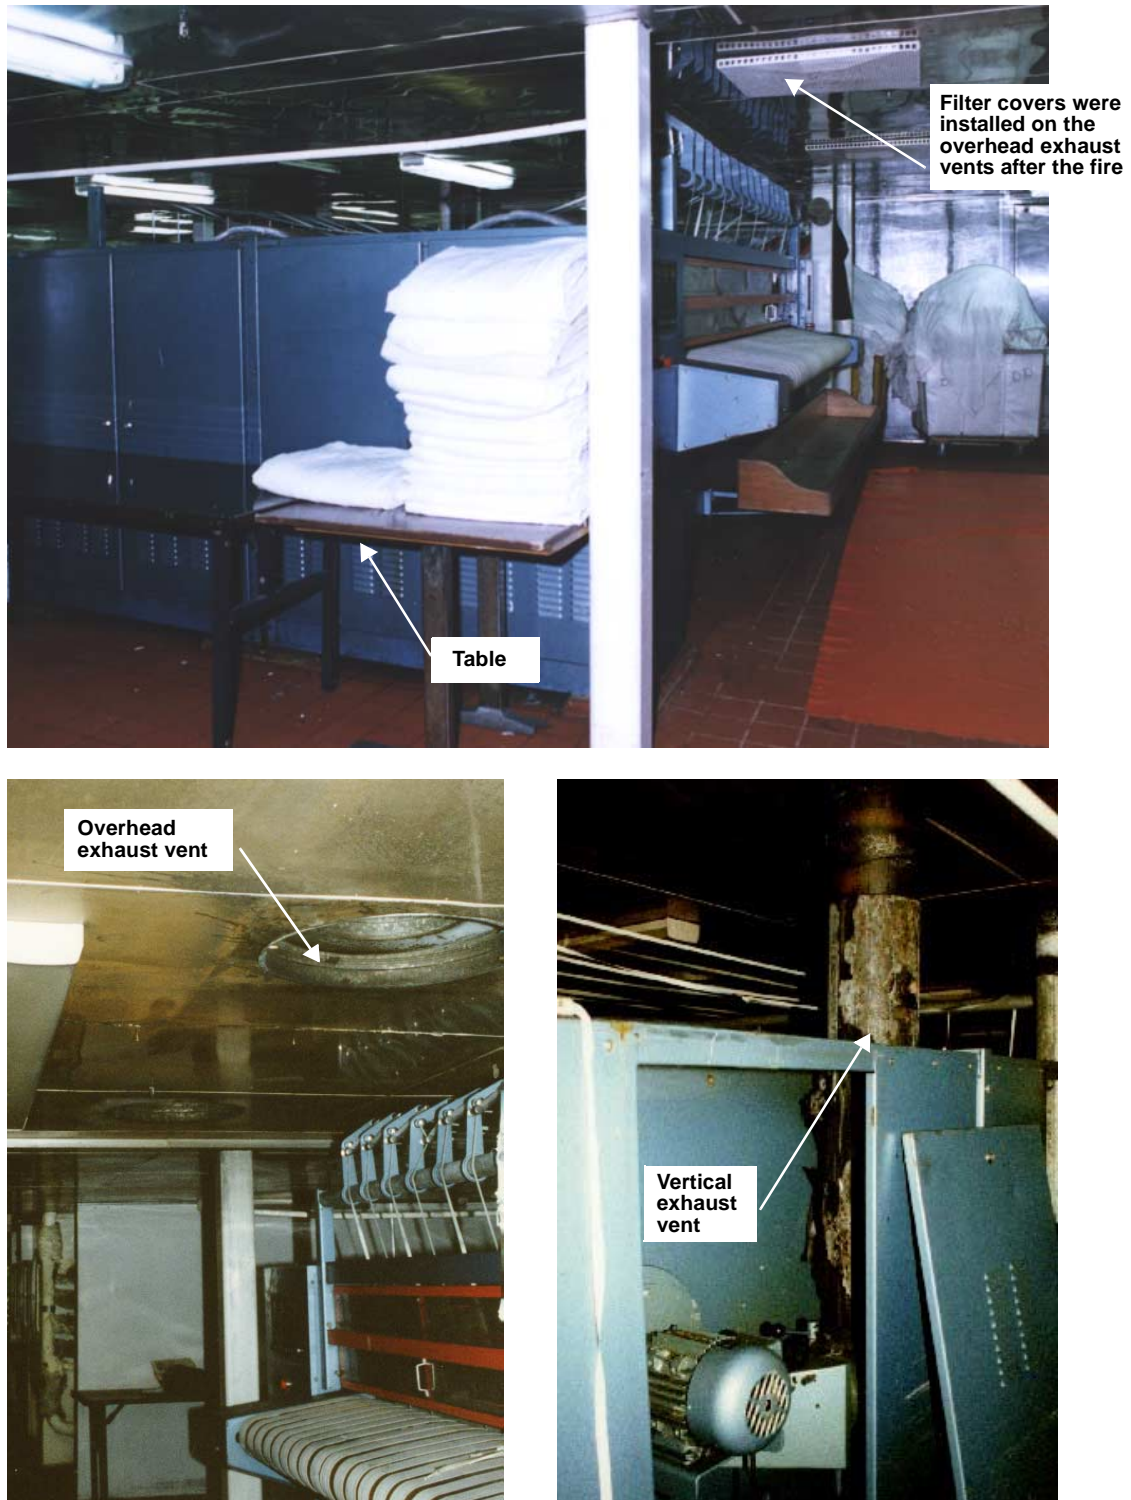 Filter covers were
installed on the
overhead exhaust
vents after the fire
Table
Overhead
exhaust vent
Vertical
exhaust
vent